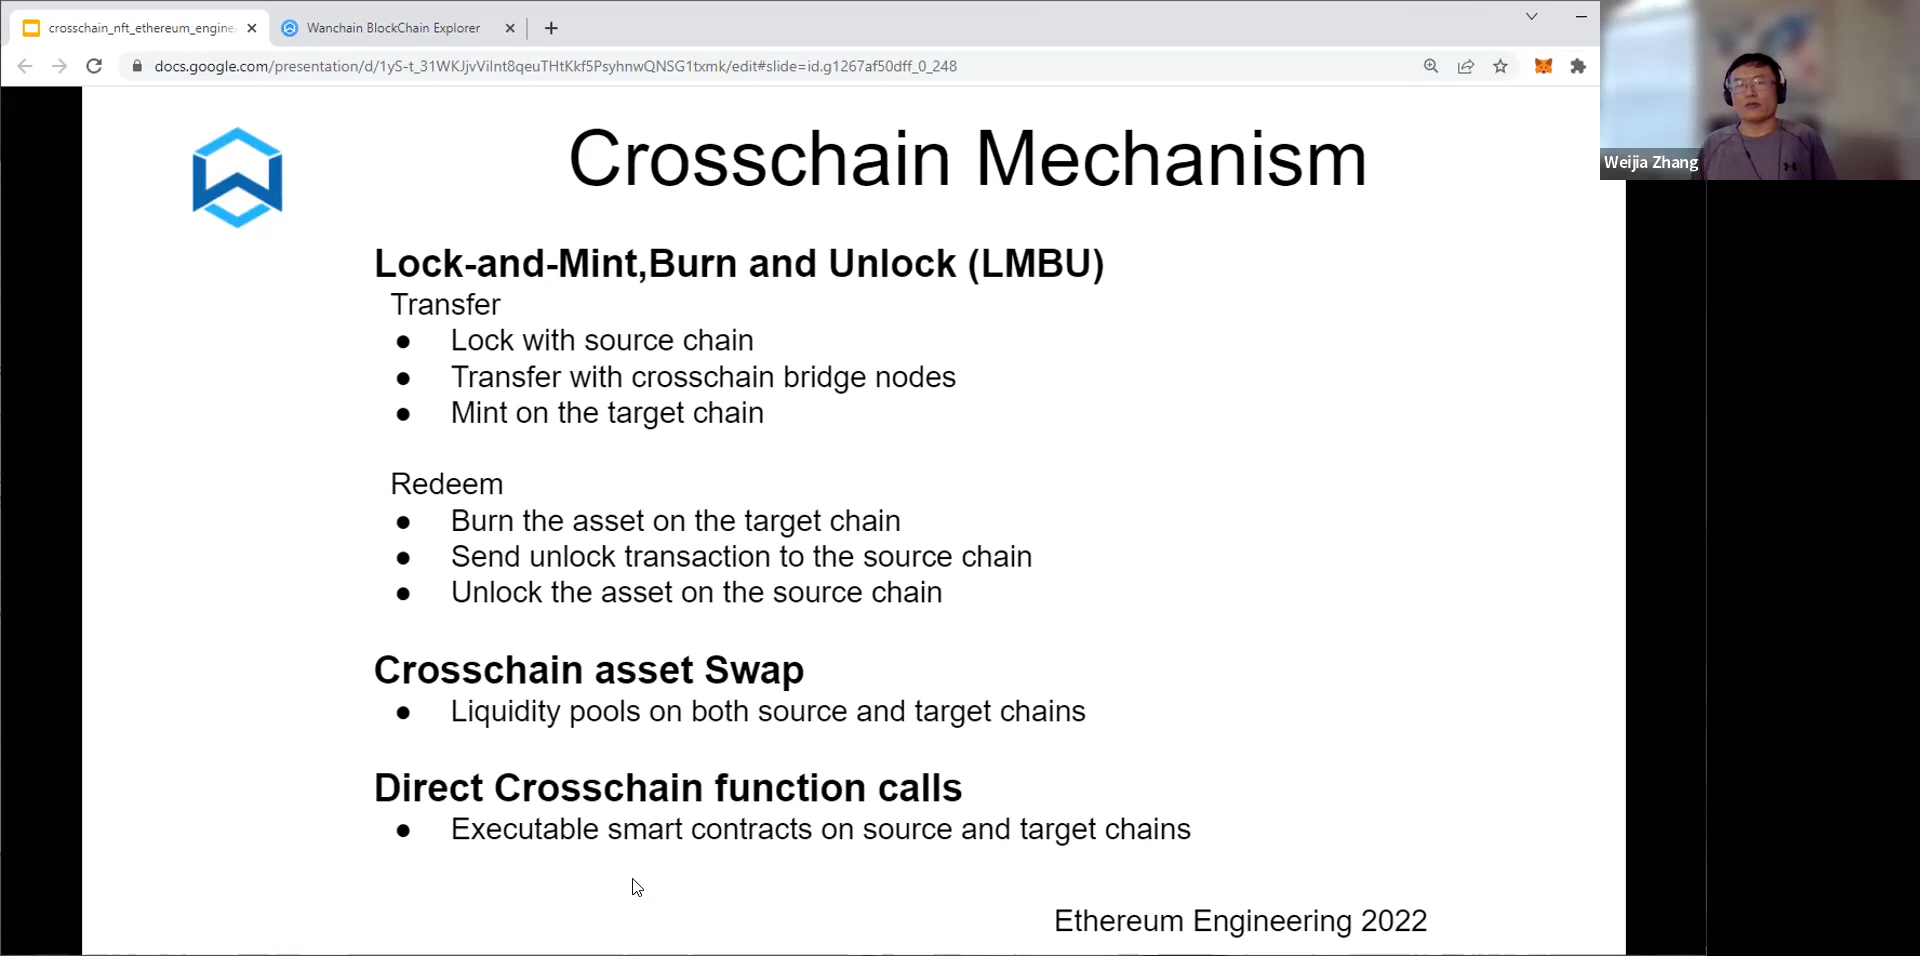 crosschain_nft_ethereum_engine
Wanchain BlockChain Explorer
docs.google.com/presentation/d/1yS-t_31WKJjvViInt8qeuTHtKkf5PsyhnwQNSG1txmk/edit#slide=id.g1267af50dff_0_248
Weijia Zhang
Crosschain Mechanism
Lock-and-Mint,Burn and Unlock (LMBU)
Transfer
● Lock with source chain
● Transfer with crosschain bridge nodes
● Mint on the target chain
Redeem
● Burn the asset on the target chain
● Send unlock transaction to the source chain
● Unlock the asset on the source chain
Crosschain asset Swap
● Liquidity pools on both source and target chains
Direct Crosschain function calls
● Executable smart contracts on source and target chains
Ethereum Engineering 2022